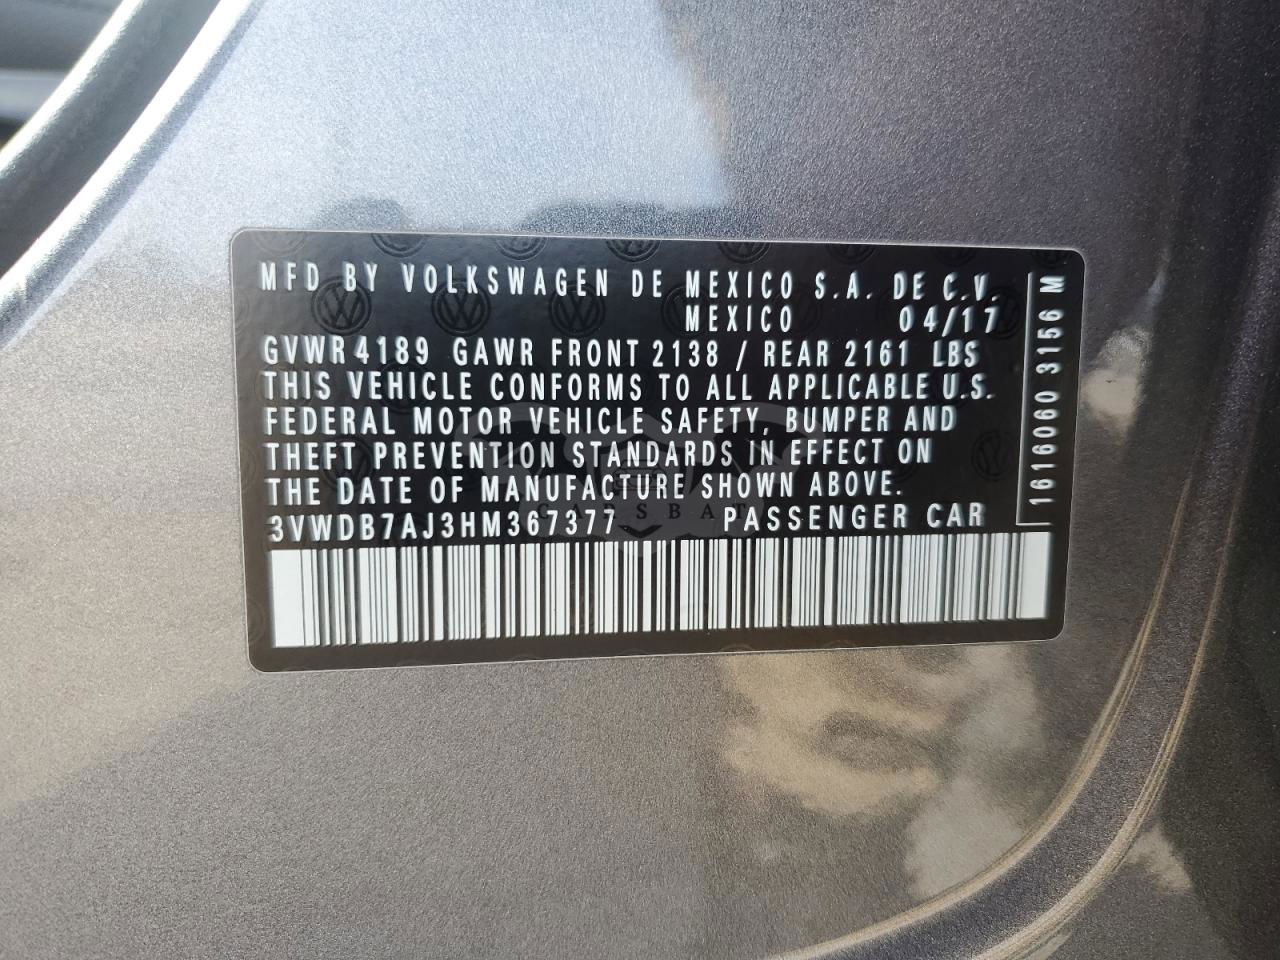 MFD BY VOLKSWAGEN DE MEXICO S.A. DE C.V.
MEXICO 04/17
GVWR 4189 GAWR FRONT 2138 / REAR 2161 LBS
THIS VEHICLE CONFORMS TO ALL APPLICABLE U.S.
FEDERAL MOTOR VEHICLE SAFETY, BUMPER AND
THEFT PREVENTION STANDARDS IN EFFECT ON
THE DATE OF MANUFACTURE SHOWN ABOVE.
3VWDB7AJ3HM367377 PASSENGER CAR
1616060 3156 M
CARSBAT